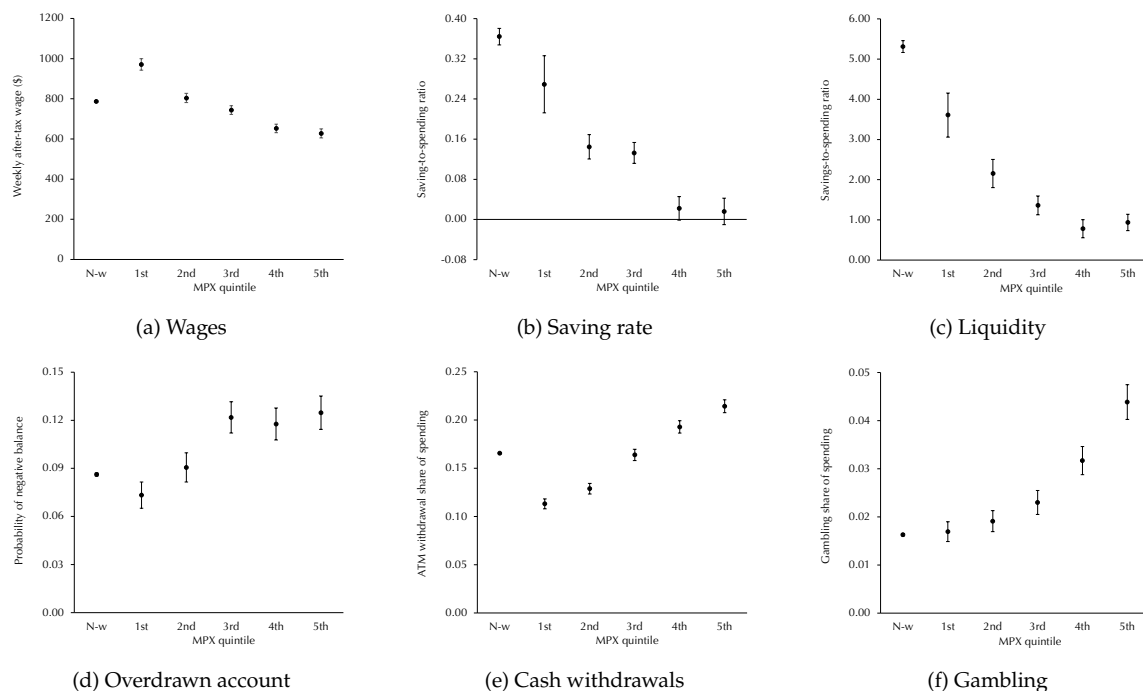 Weekly after-tax wage ($)
1200
1000
800
600
400
200
0
N-w 1st 2nd 3rd 4th 5th
MPX quintile
(a) Wages
Saving-to-spending ratio
0.40
0.32
0.24
0.16
0.08
0.00
-0.08
N-w 1st 2nd 3rd 4th 5th
MPX quintile
(b) Saving rate
Savings-to-spending ratio
6.00
5.00
4.00
3.00
2.00
1.00
0.00
N-w 1st 2nd 3rd 4th 5th
MPX quintile
(c) Liquidity
Probability of negative balance
0.15
0.12
0.09
0.06
0.03
0.00
N-w 1st 2nd 3rd 4th 5th
MPX quintile
(d) Overdrawn account
ATM withdrawal share of spending
0.25
0.20
0.15
0.10
0.05
0.00
N-w 1st 2nd 3rd 4th 5th
MPX quintile
(e) Cash withdrawals
Gambling share of spending
0.05
0.04
0.03
0.02
0.01
0.00
N-w 1st 2nd 3rd 4th 5th
MPX quintile
(f) Gambling